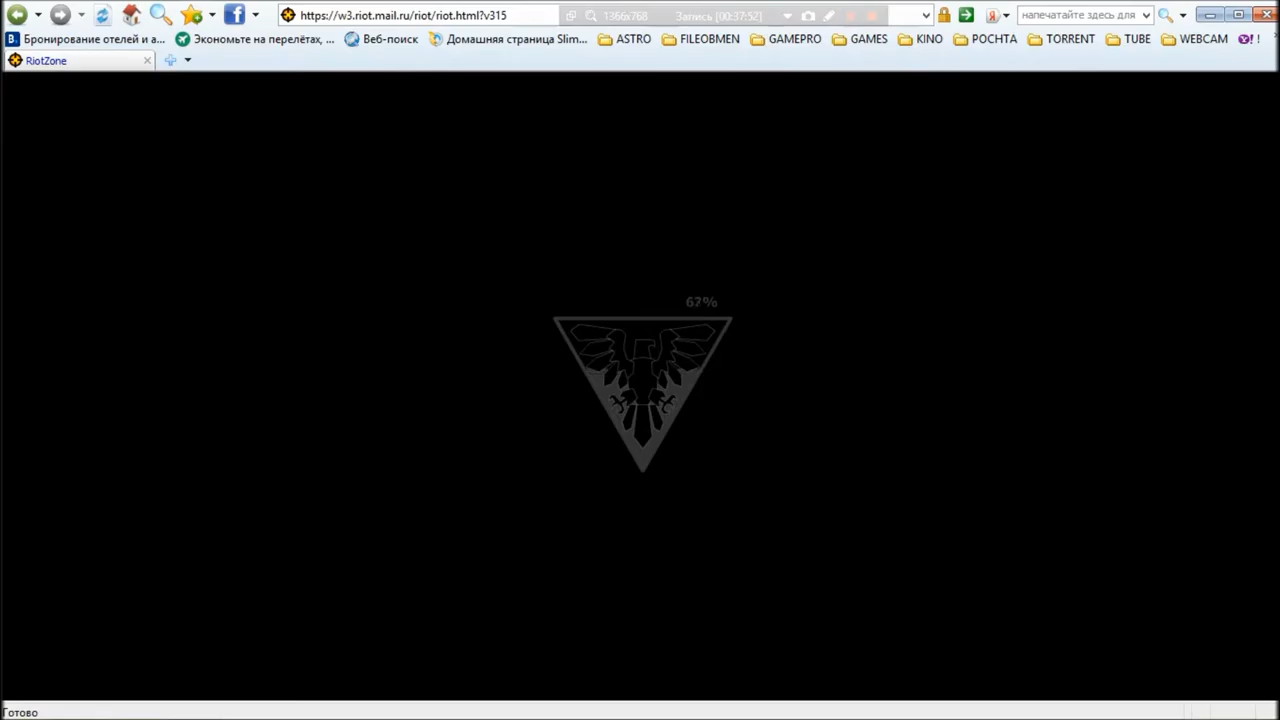 https://w3.riot.mail.ru/riot/riot.html?v315
1366x768
Запись [00:37:52]
напечатайте здесь для
B. Бронирование отелей и а...
Экономьте на перелётах, ...
Веб-поиск
Домашняя страница Slim...
ASTRO
FILEOBMEN
GAMEPRO
GAMES
KINO
POCHTA
TORRENT
TUBE
WEBCAM
Y! !
RiotZone
67%
Готово